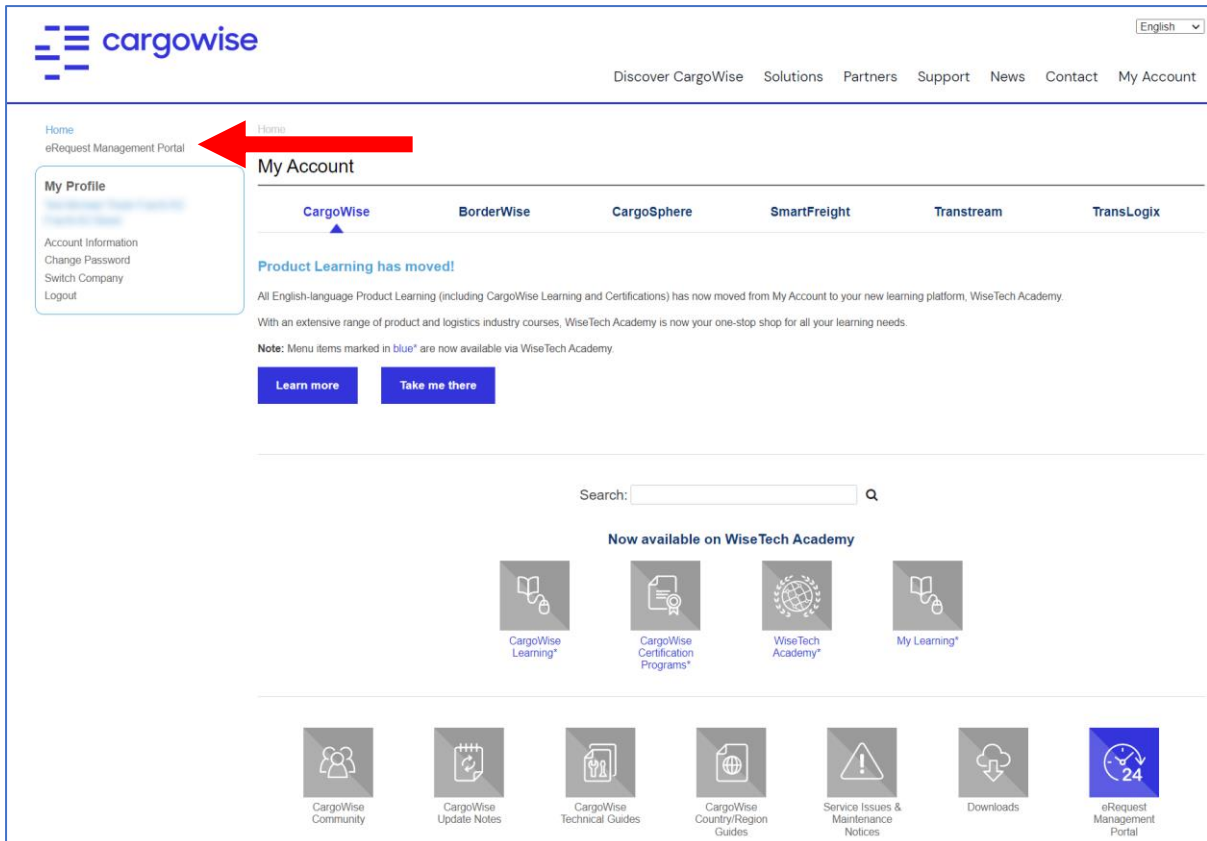 cargowise
English
Discover CargoWise Solutions Partners Support News Contact My Account
Home
eRequest Management Portal
My Profile
Account Information
Change Password
Switch Company
Logout
Home
My Account
CargoWise BorderWise CargoSphere SmartFreight Transtream TransLogix
Product Learning has moved!
All English-language Product Learning (including CargoWise Learning and Certifications) has now moved from My Account to your new learning platform, WiseTech Academy.
With an extensive range of product and logistics industry courses, WiseTech Academy is now your one-stop shop for all your learning needs.
Note: Menu items marked in blue* are now available via WiseTech Academy.
Learn more Take me there
Search:
Now available on WiseTech Academy
CargoWise
Learning*
CargoWise
Certification
Programs*
WiseTech
Academy*
My Learning*
CargoWise
Community
CargoWise
Update Notes
CargoWise
Technical Guides
CargoWise
Country/Region
Guides
Service Issues &
Maintenance
Notices
Downloads
24
eRequest
Management
Portal